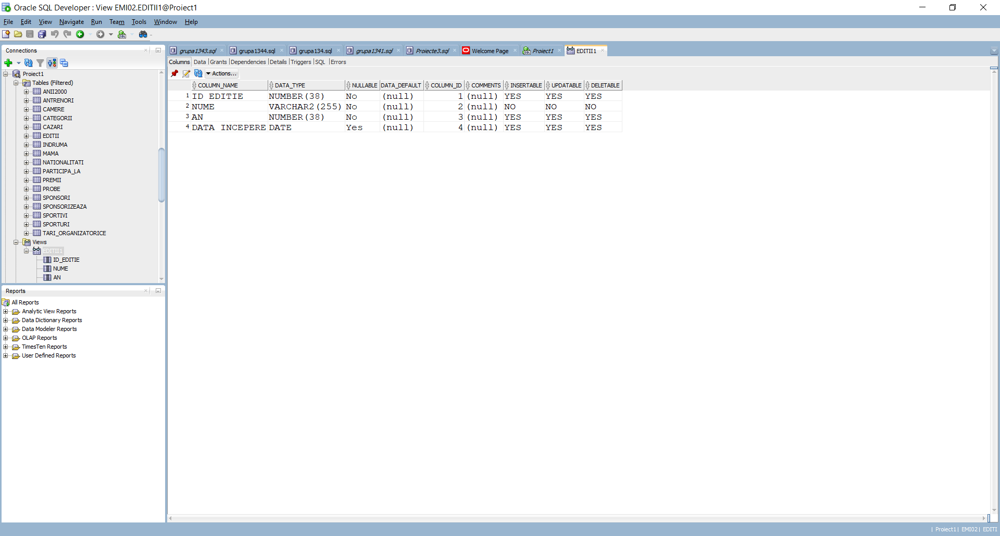 Oracle SQL Developer : View EMI02.EDITII1@Proiect1
File Edit View Navigate Run Team Tools Window Help
Connections
grupa1343.sql grupa1344.sql grupa134.sql grupa1341.sql Proiecte3.sql Welcome Page Proiect1 EDITII1
Columns Data Grants Dependencies Details Triggers SQL Errors
Actions...
COLUMN_NAME DATA_TYPE NULLABLE DATA_DEFAULT COLUMN_ID COMMENTS INSERTABLE UPDATABLE DELETABLE
1 ID_EDITIE NUMBER(38) No (null) 1 (null) YES YES YES
2 NUME VARCHAR2(255) No (null) 2 (null) NO NO NO
3 AN NUMBER(38) No (null) 3 (null) YES YES YES
4 DATA_INCEPERE DATE Yes (null) 4 (null) YES YES YES
Proiect1
Tables (Filtered)
ANII2000
ANTRENORI
CAMERE
CATEGORII
CAZARI
EDITII
INDRUMA
MAMA
NATIONALITATI
PARTICIPA_LA
PREMII
PROBE
SPONSORI
SPONSORIZEAZA
SPORTIVI
SPORTURI
TARI_ORGANIZATORICE
Views
EDITII1
ID_EDITIE
NUME
AN
Reports
All Reports
Analytic View Reports
Data Dictionary Reports
Data Modeler Reports
OLAP Reports
TimesTen Reports
User Defined Reports
| Proiect1| EMI02| EDITI